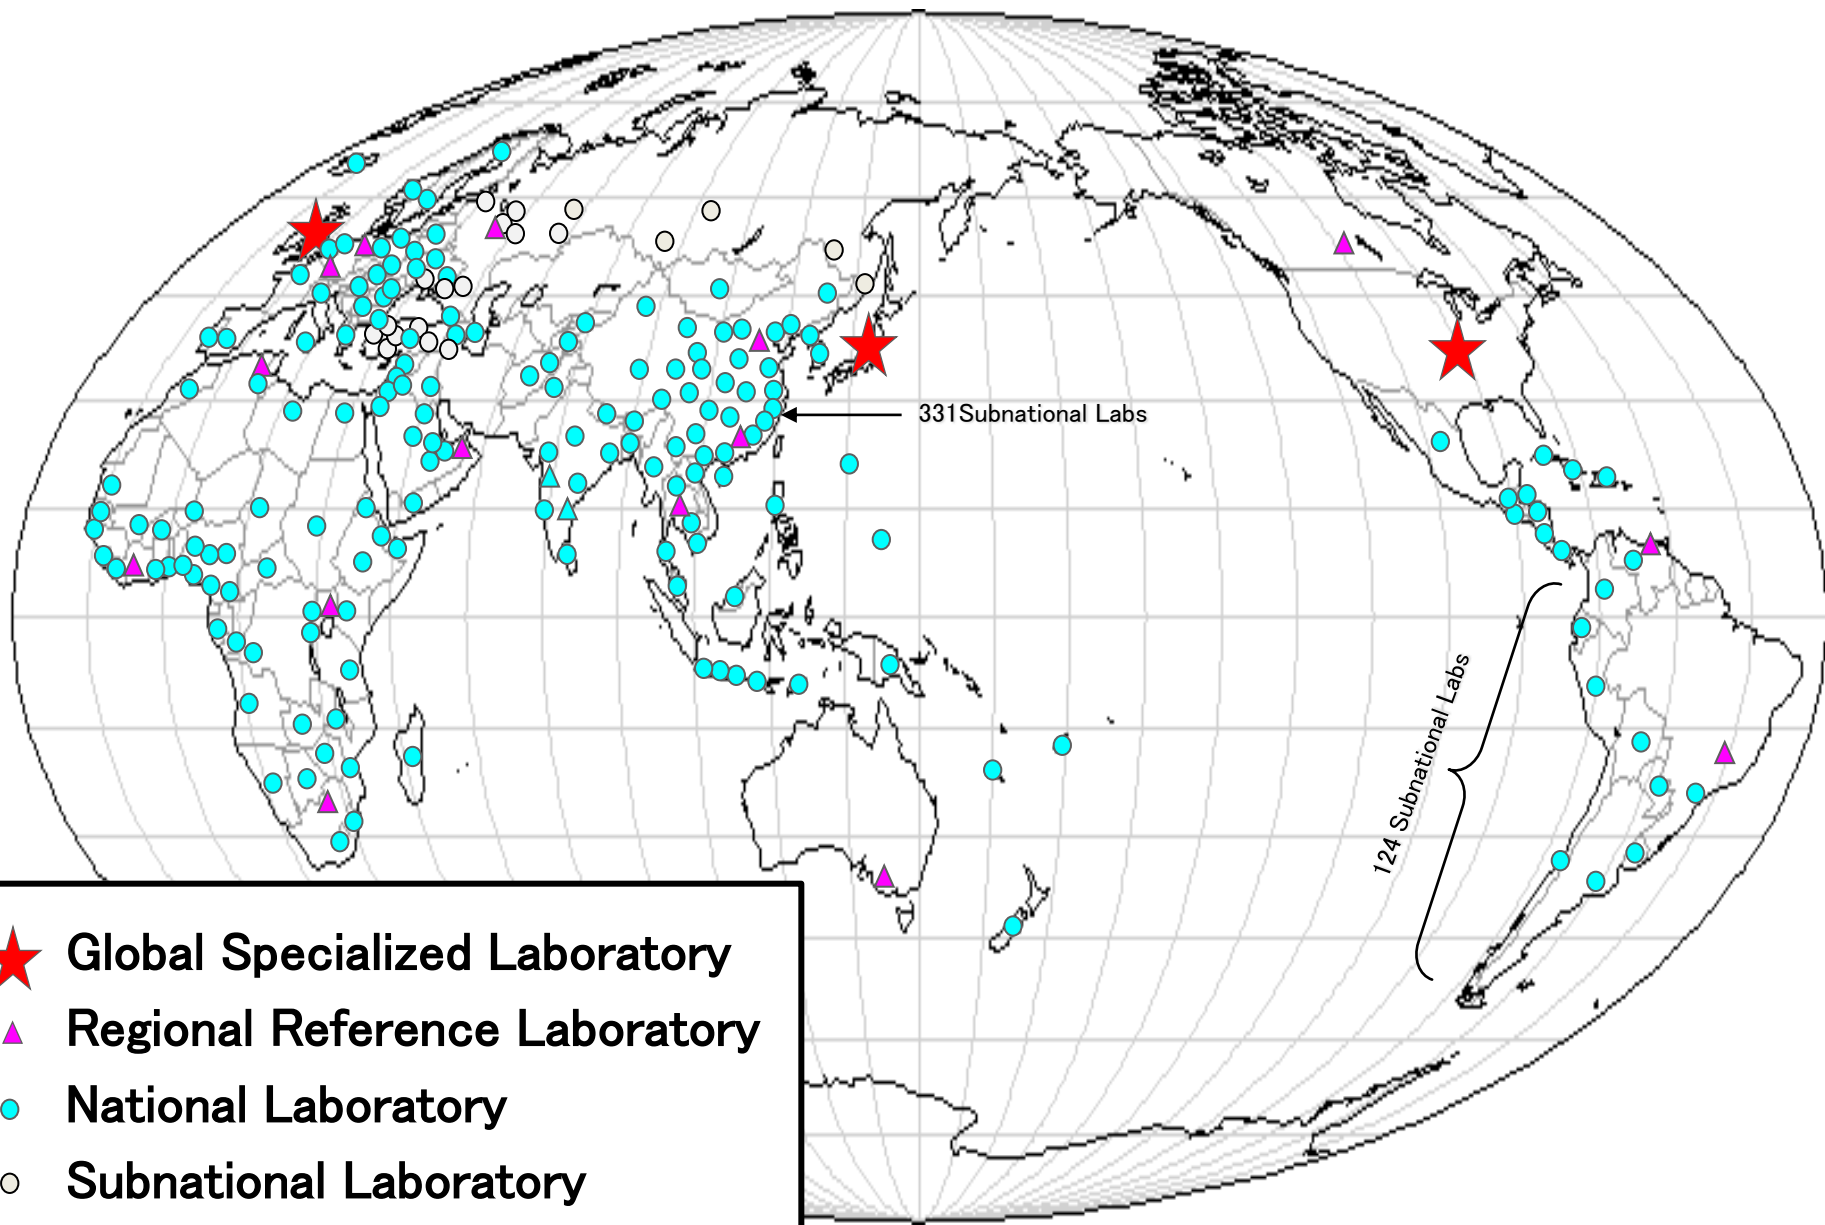 331Subnational Labs
124 Subnational Labs
Global Specialized Laboratory
Regional Reference Laboratory
National Laboratory
Subnational Laboratory